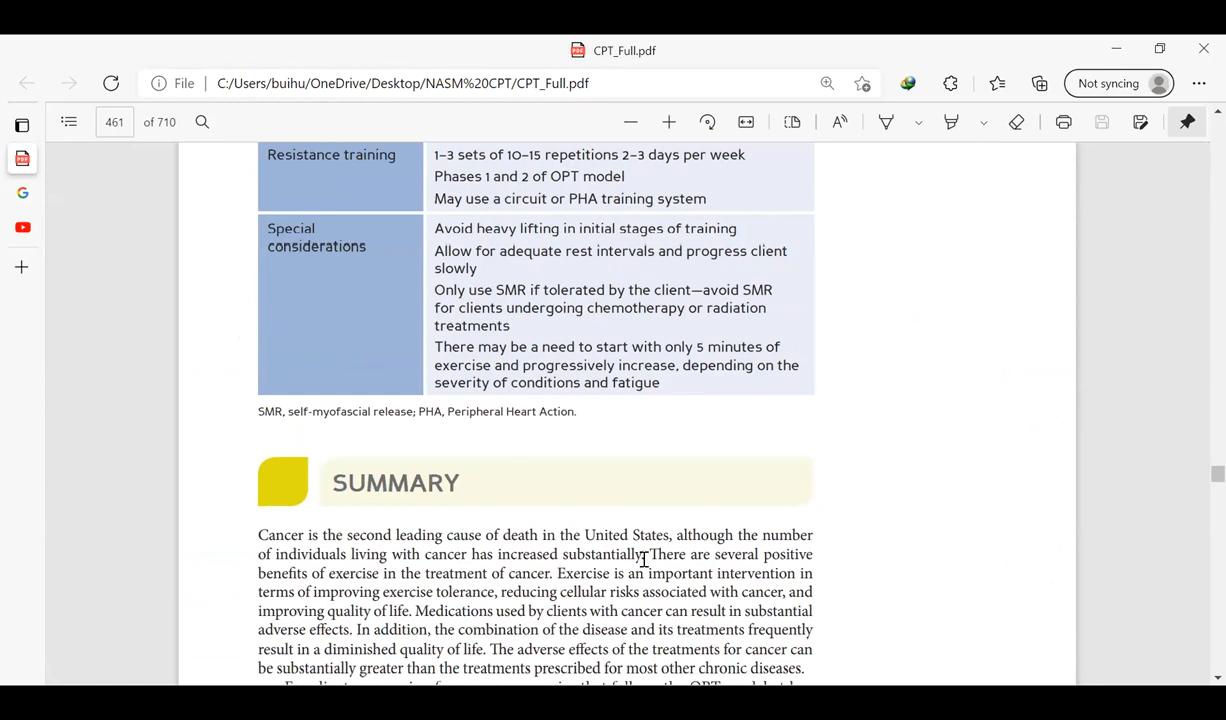 CPT_Full.pdf
File
C:/Users/buihu/OneDrive/Desktop/NASM%20CPT/CPT_Full.pdf
Not syncing
461 of 710
Resistance training
1–3 sets of 10–15 repetitions 2–3 days per week
Phases 1 and 2 of OPT model
May use a circuit or PHA training system
Special
considerations
Avoid heavy lifting in initial stages of training
Allow for adequate rest intervals and progress client
slowly
Only use SMR if tolerated by the client—avoid SMR
for clients undergoing chemotherapy or radiation
treatments
There may be a need to start with only 5 minutes of
exercise and progressively increase, depending on the
severity of conditions and fatigue
SMR, self-myofascial release; PHA, Peripheral Heart Action.
SUMMARY
Cancer is the second leading cause of death in the United States, although the number
of individuals living with cancer has increased substantially. There are several positive
benefits of exercise in the treatment of cancer. Exercise is an important intervention in
terms of improving exercise tolerance, reducing cellular risks associated with cancer, and
improving quality of life. Medications used by clients with cancer can result in substantial
adverse effects. In addition, the combination of the disease and its treatments frequently
result in a diminished quality of life. The adverse effects of the treatments for cancer can
be substantially greater than the treatments prescribed for most other chronic diseases.